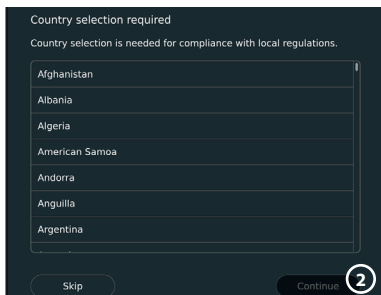 Country selection required
Country selection is needed for compliance with local regulations.
Afghanistan
Albania
Algeria
American Samoa
Andorra
Anguilla
Argentina
Skip
Continue
2